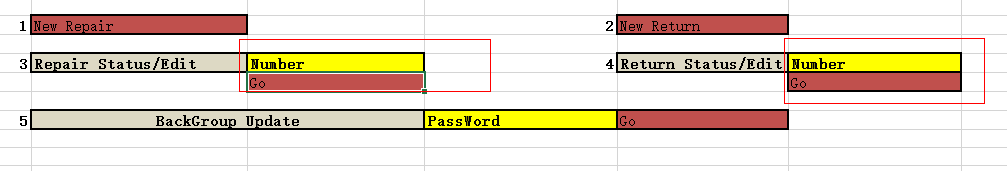 1 New Repair 2 New Return
3 Repair Status/Edit Number 4 Return Status/Edit Number
Go Go
5 BackGroup Update PassWord Go